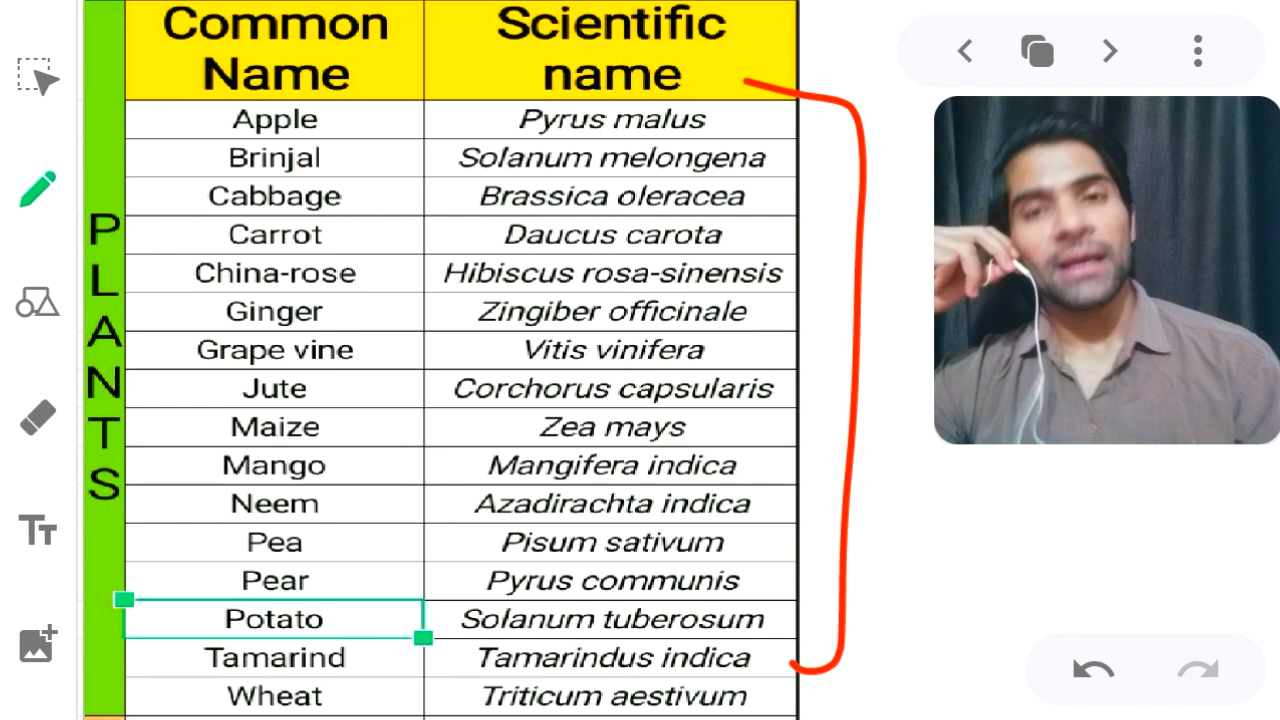 Common Name
Scientific name
PLANTS
Apple Pyrus malus
Brinjal Solanum melongena
Cabbage Brassica oleracea
Carrot Daucus carota
China-rose Hibiscus rosa-sinensis
Ginger Zingiber officinale
Grape vine Vitis vinifera
Jute Corchorus capsularis
Maize Zea mays
Mango Mangifera indica
Neem Azadirachta indica
Pea Pisum sativum
Pear Pyrus communis
Potato Solanum tuberosum
Tamarind Tamarindus indica
Wheat Triticum aestivum
TT